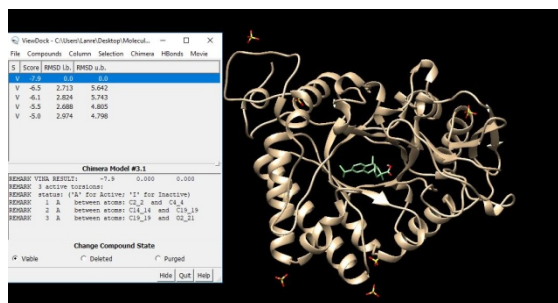 ViewDock - C:\Users\Lanre\Desktop\Molecul...
File Compounds Column Selection Chimera HBonds Movie
S Score RMSD l.b. RMSD u.b.
V -7.9 0.0 0.0
V -6.5 2.713 5.642
V -6.1 2.824 5.743
V -5.5 2.688 4.805
V -5.0 2.974 4.798
Chimera Model #3.1
REMARK VINA RESULT: -7.9 0.000 0.000
REMARK 3 active torsions:
REMARK status: ('A' for Active; 'I' for Inactive)
REMARK 1 A between atoms: C2_2 and C4_4
REMARK 2 A between atoms: C14_14 and C19_19
REMARK 3 A between atoms: C19_19 and O2_21
Change Compound State
Viable Deleted Purged
Hide Quit Help